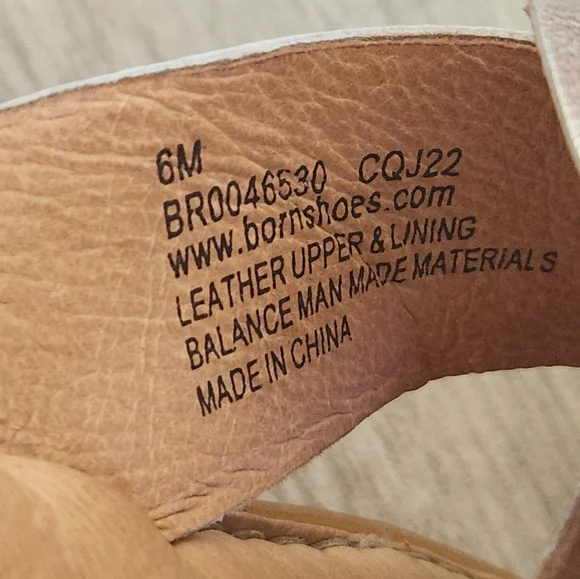 6M
BR0046530 CQJ22
www.bornshoes.com
LEATHER UPPER & LINING
BALANCE MAN MADE MATERIALS
MADE IN CHINA